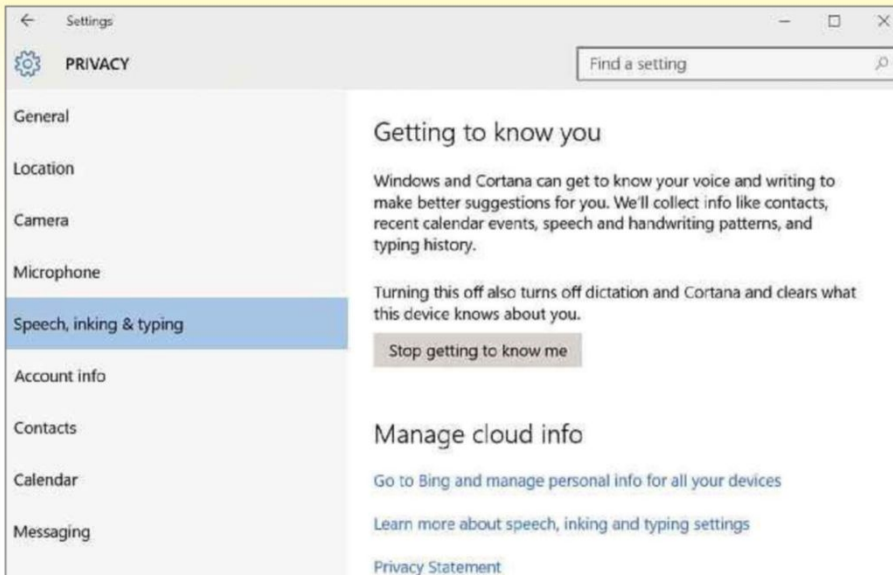 Settings
PRIVACY
Find a setting
General
Location
Camera
Microphone
Speech, inking & typing
Account info
Contacts
Calendar
Messaging
Getting to know you
Windows and Cortana can get to know your voice and writing to
make better suggestions for you. We'll collect info like contacts,
recent calendar events, speech and handwriting patterns, and
typing history.
Turning this off also turns off dictation and Cortana and clears what
this device knows about you.
Stop getting to know me
Manage cloud info
Go to Bing and manage personal info for all your devices
Learn more about speech, inking and typing settings
Privacy Statement